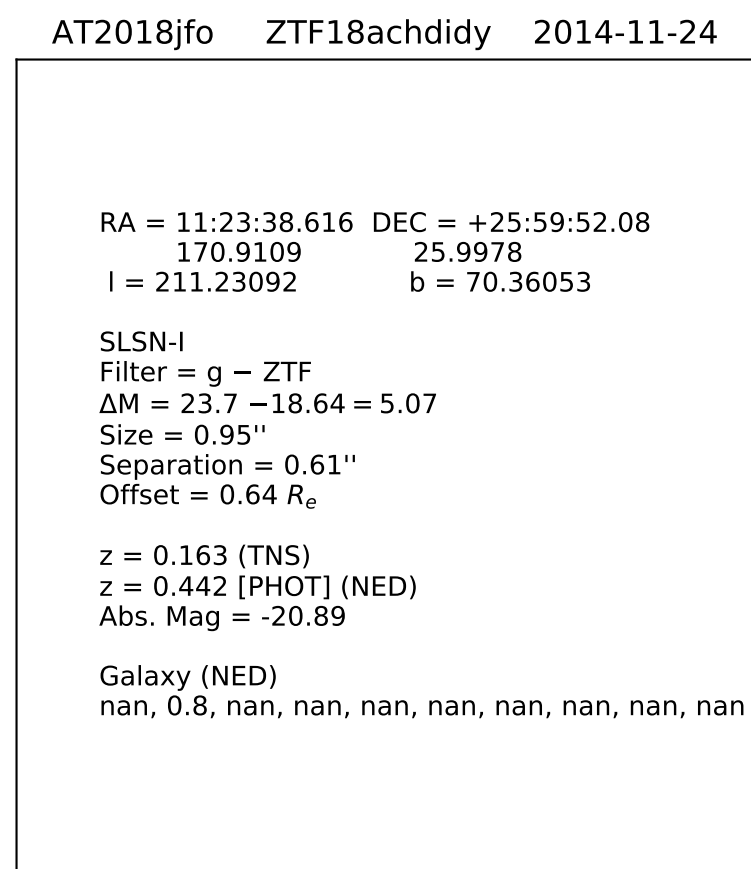 AT2018jfo ZTF18achdidy 2014-11-24
RA = 11:23:38.616 DEC = +25:59:52.08
170.9109 25.9978
l = 211.23092 b = 70.36053
SLSN-I
Filter = g − ZTF
ΔM = 23.7 −18.64 = 5.07
Size = 0.95''
Separation = 0.61''
Offset = 0.64 Re
z = 0.163 (TNS)
z = 0.442 [PHOT] (NED)
Abs. Mag = -20.89
Galaxy (NED)
nan, 0.8, nan, nan, nan, nan, nan, nan, nan, nan